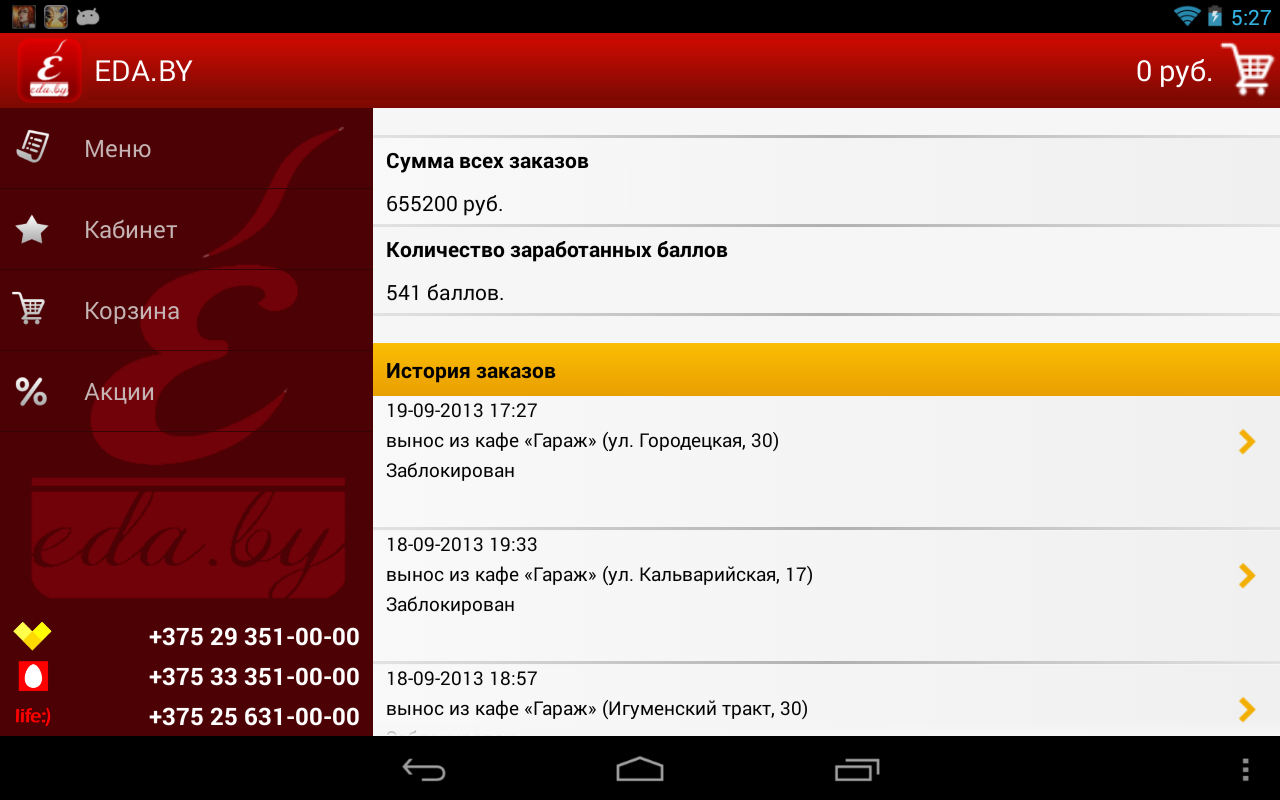 5:27
eda.by
EDA.BY
0 руб.
Меню
Кабинет
Корзина
Акции
eda.by
+375 29 351-00-00
+375 33 351-00-00
life:)
+375 25 631-00-00
Сумма всех заказов
655200 руб.
Количество заработанных баллов
541 баллов.
История заказов
19-09-2013 17:27
вынос из кафе «Гараж» (ул. Городецкая, 30)
Заблокирован
18-09-2013 19:33
вынос из кафе «Гараж» (ул. Кальварийская, 17)
Заблокирован
18-09-2013 18:57
вынос из кафе «Гараж» (Игуменский тракт, 30)